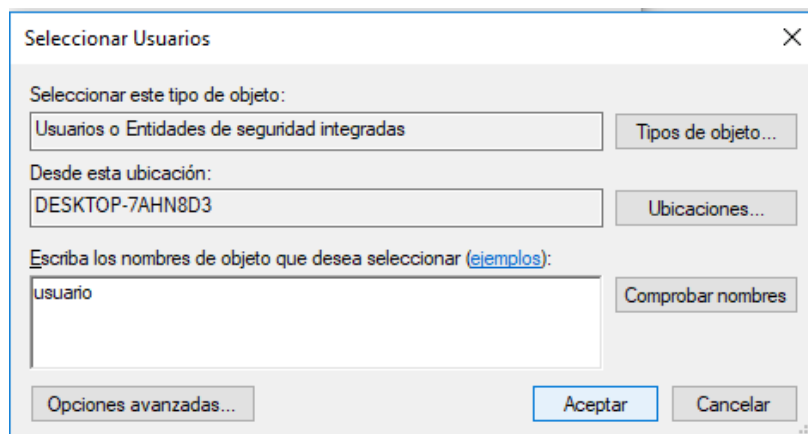 Seleccionar Usuarios
Seleccionar este tipo de objeto:
Usuarios o Entidades de seguridad integradas
Tipos de objeto...
Desde esta ubicación:
DESKTOP-7AHN8D3
Ubicaciones...
Escriba los nombres de objeto que desea seleccionar (ejemplos):
usuario
Comprobar nombres
Opciones avanzadas...
Aceptar
Cancelar